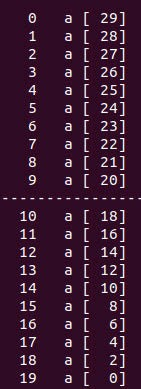 0 a [ 29]
1 a [ 28]
2 a [ 27]
3 a [ 26]
4 a [ 25]
5 a [ 24]
6 a [ 23]
7 a [ 22]
8 a [ 21]
9 a [ 20]
--------------------
10 a [ 18]
11 a [ 16]
12 a [ 14]
13 a [ 12]
14 a [ 10]
15 a [ 8]
16 a [ 6]
17 a [ 4]
18 a [ 2]
19 a [ 0]